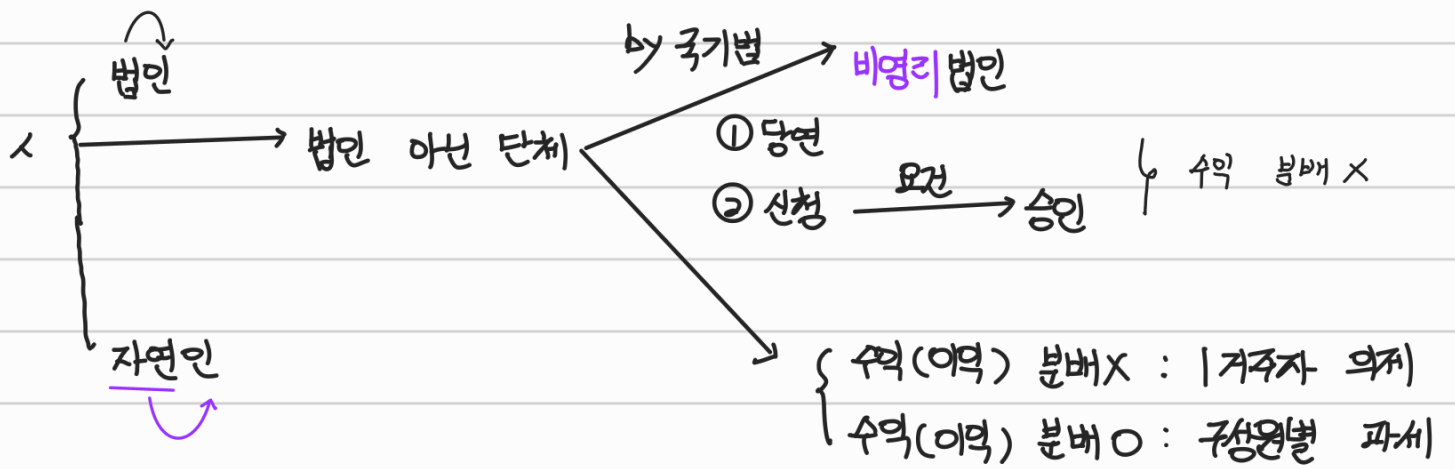 법인
by 국기법
비영리법인
ㅅ
법인 아닌 단체
① 당연
② 신청
요건
승인
수익 분배 X
자연인
수익(이익) 분배X : 1거주자 의제
수익(이익) 분배O : 구성원별 과세